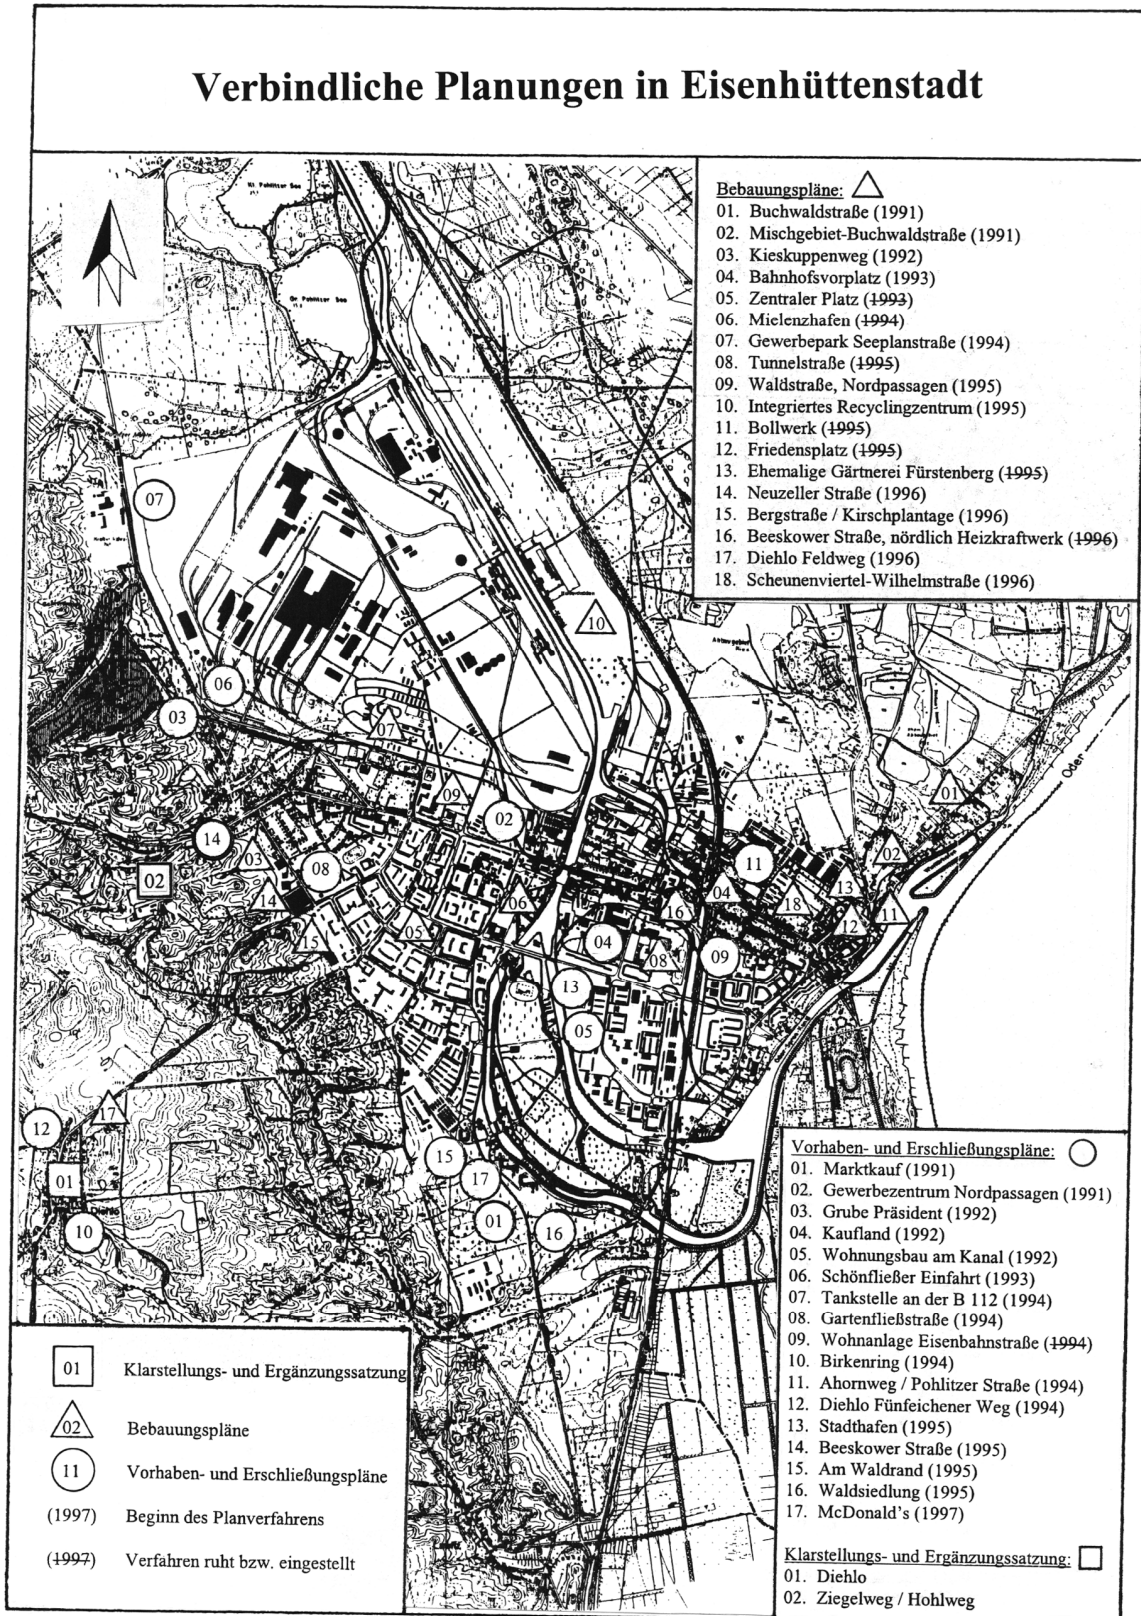 Verbindliche Planungen in Eisenhüttenstadt
Bebauungspläne:
01. Buchwaldstraße (1991)
02. Mischgebiet-Buchwaldstraße (1991)
03. Kieskuppenweg (1992)
04. Bahnhofsvorplatz (1993)
05. Zentraler Platz (1993)
06. Mielenzhafen (1994)
07. Gewerbepark Seeplanstraße (1994)
08. Tunnelstraße (1995)
09. Waldstraße, Nordpassagen (1995)
10. Integriertes Recyclingzentrum (1995)
11. Bollwerk (1995)
12. Friedensplatz (1995)
13. Ehemalige Gärtnerei Fürstenberg (1995)
14. Neuzeller Straße (1996)
15. Bergstraße / Kirschplantage (1996)
16. Beeskower Straße, nördlich Heizkraftwerk (1996)
17. Diehlo Feldweg (1996)
18. Scheunenviertel-Wilhelmstraße (1996)
Kl Pohlitzer See
Gr Pohlitzer See
07
10
06
03
07
Oder
01
09
02
14
03
08
02
14
15
05
06
04
13
05
08
16
04
09
11
18
13
02
12
11
17
12
01
Diehlo
10
15
17
01
16
Vorhaben- und Erschließungspläne:
01. Marktkauf (1991)
02. Gewerbezentrum Nordpassagen (1991)
03. Grube Präsident (1992)
04. Kaufland (1992)
05. Wohnungsbau am Kanal (1992)
06. Schönfließer Einfahrt (1993)
07. Tankstelle an der B 112 (1994)
08. Gartenfließstraße (1994)
09. Wohnanlage Eisenbahnstraße (1994)
10. Birkenring (1994)
11. Ahornweg / Pohlitzer Straße (1994)
12. Diehlo Fünfeichener Weg (1994)
13. Stadthafen (1995)
14. Beeskower Straße (1995)
15. Am Waldrand (1995)
16. Waldsiedlung (1995)
17. McDonald's (1997)
Klarstellungs- und Ergänzungssatzung:
01. Diehlo
02. Ziegelweg / Hohlweg
01 Klarstellungs- und Ergänzungssatzung
02 Bebauungspläne
11 Vorhaben- und Erschließungspläne
(1997) Beginn des Planverfahrens
(1997) Verfahren ruht bzw. eingestellt